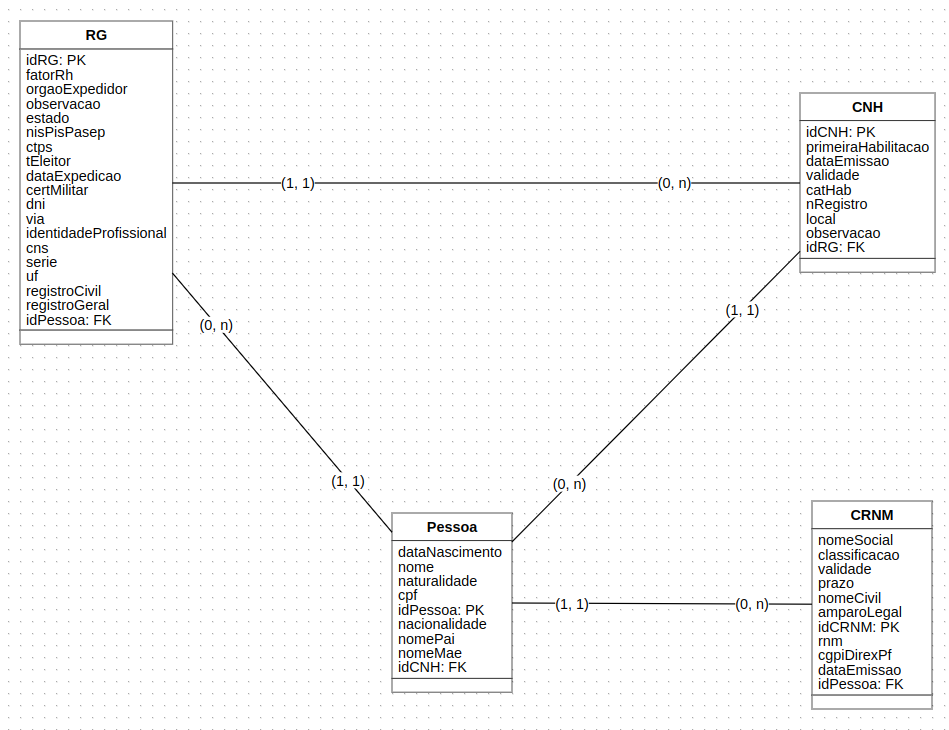 RG
idRG: PK
fatorRh
orgaoExpedidor
observacao
estado
nisPisPasep
ctps
tEleitor
dataExpedicao
certMilitar
dni
via
identidadeProfissional
cns
serie
uf
registroCivil
registroGeral
idPessoa: FK
(1, 1)
(0, n)
CNH
idCNH: PK
primeiraHabilitacao
dataEmissao
validade
catHab
nRegistro
local
observacao
idRG: FK
(0, n)
(1, 1)
(1, 1)
(0, n)
Pessoa
dataNascimento
nome
naturalidade
cpf
idPessoa: PK
nacionalidade
nomePai
nomeMae
idCNH: FK
(1, 1)
(0, n)
CRNM
nomeSocial
classificacao
validade
prazo
nomeCivil
amparoLegal
idCRNM: PK
rnm
cgpiDirexPf
dataEmissao
idPessoa: FK